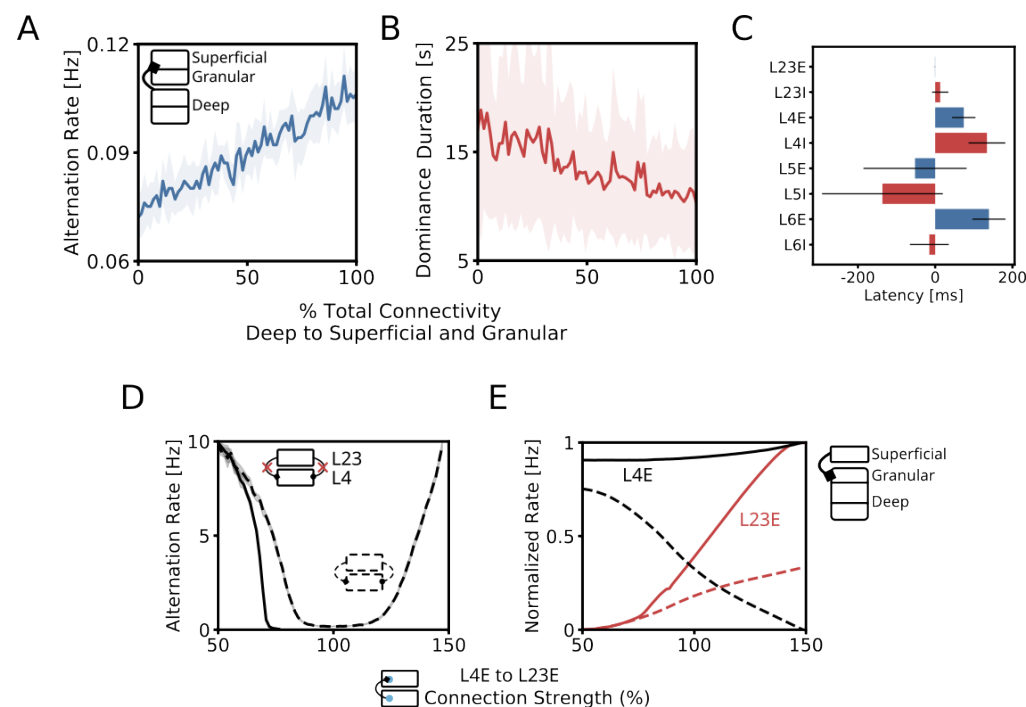 A
Alternation Rate [Hz]
0.12
0.09
0.06
Superficial
Granular
Deep
0
50
100
B
Dominance Duration [s]
25
15
5
0
50
100
% Total Connectivity
Deep to Superficial and Granular
C
L23E
L23I
L4E
L4I
L5E
L5I
L6E
L6I
-200
0
200
Latency [ms]
D
Alternation Rate [Hz]
10
5
0
L23
L4
50
100
150
E
Normalized Rate [Hz]
1
0.5
0
L4E
L23E
50
100
150
Superficial
Granular
Deep
L4E to L23E
Connection Strength (%)